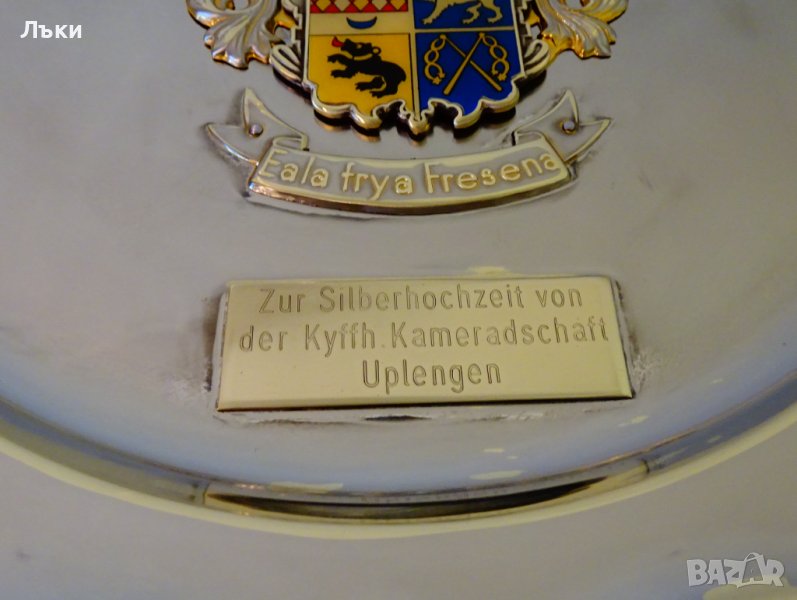 Лъки
Eala frya Fresena
Zur Silberhochzeit von
der Kyffh. Kameradschaft
Uplengen
BAZAR